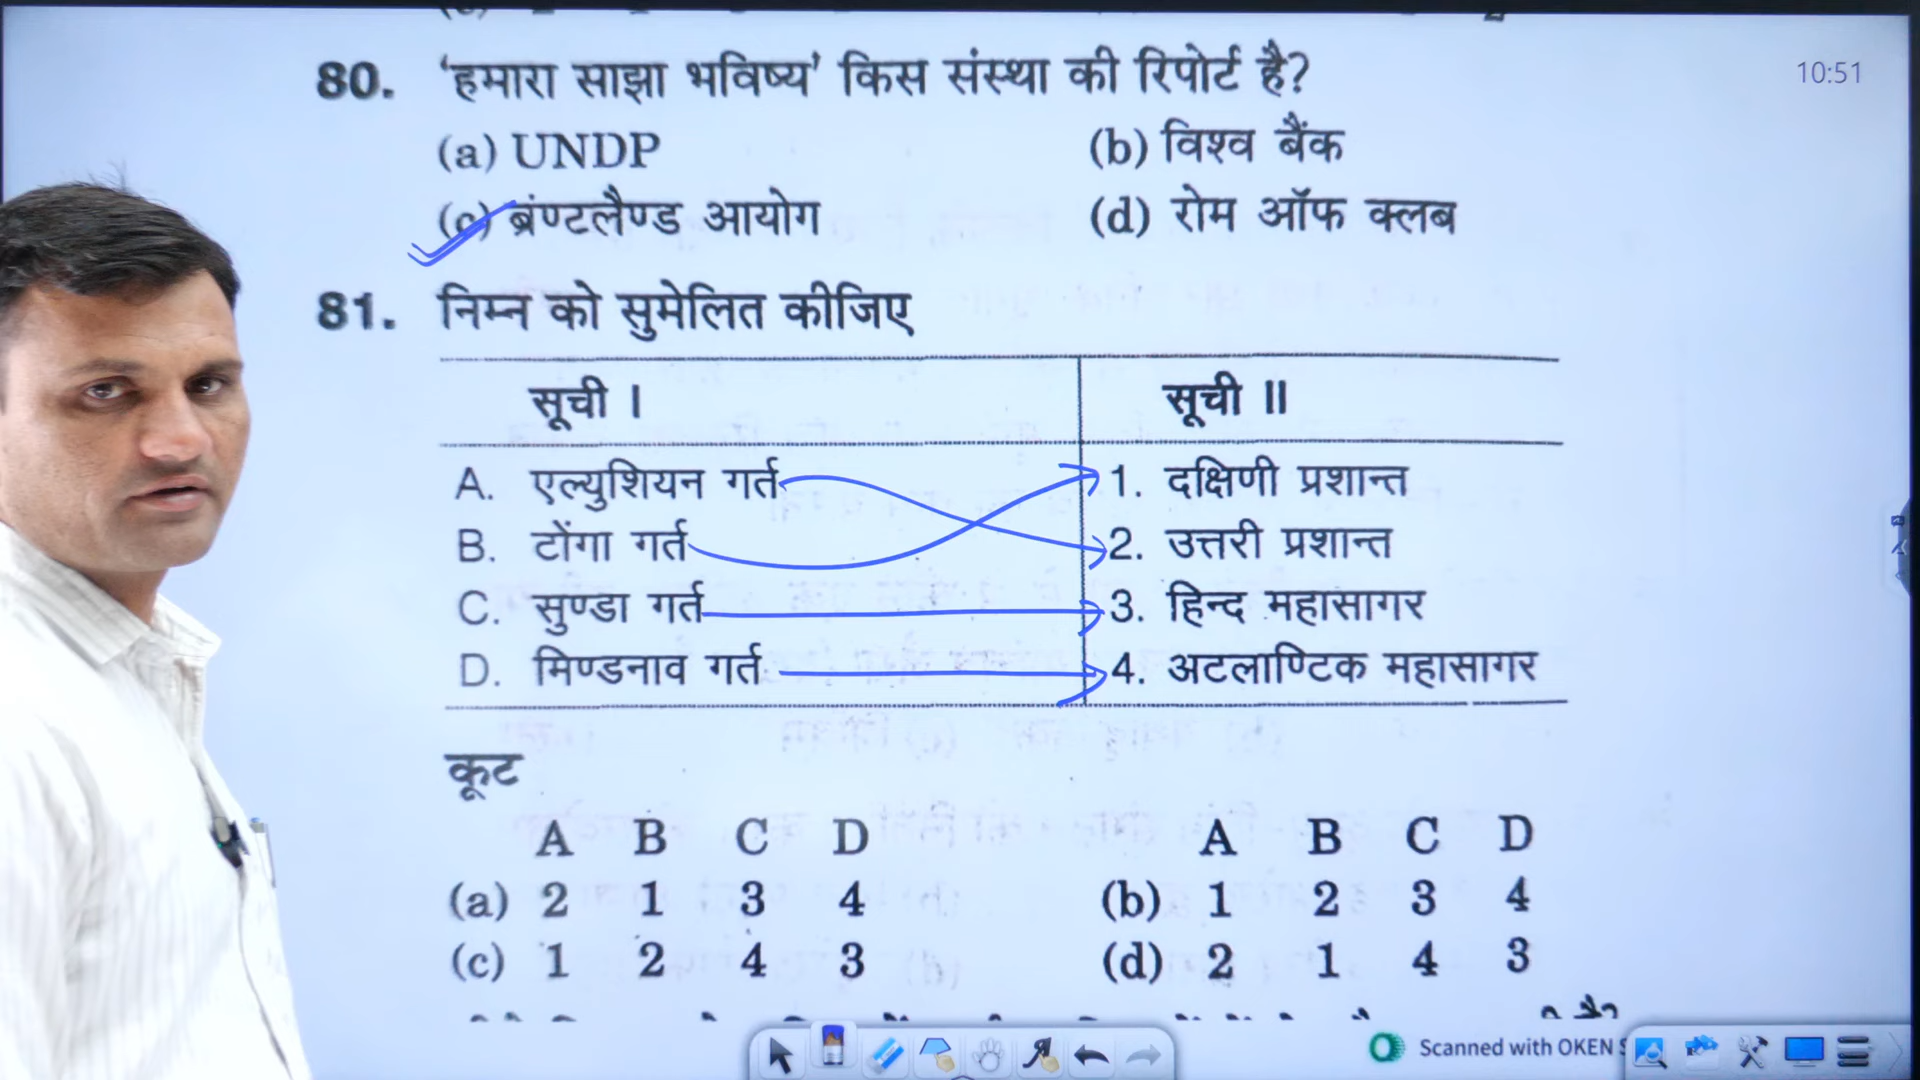 10:51
80. 'हमारा साझा भविष्य' किस संस्था की रिपोर्ट है?
(a) UNDP (b) विश्व बैंक
(c) ब्रंण्टलैण्ड आयोग (d) रोम ऑफ क्लब
81. निम्न को सुमेलित कीजिए
सूची I सूची II
A. एल्युशियन गर्त 1. दक्षिणी प्रशान्त
B. टोंगा गर्त 2. उत्तरी प्रशान्त
C. सुण्डा गर्त 3. हिन्द महासागर
D. मिण्डनाव गर्त 4. अटलाण्टिक महासागर
कूट
A B C D A B C D
(a) 2 1 3 4 (b) 1 2 3 4
(c) 1 2 4 3 (d) 2 1 4 3
Scanned with OKEN